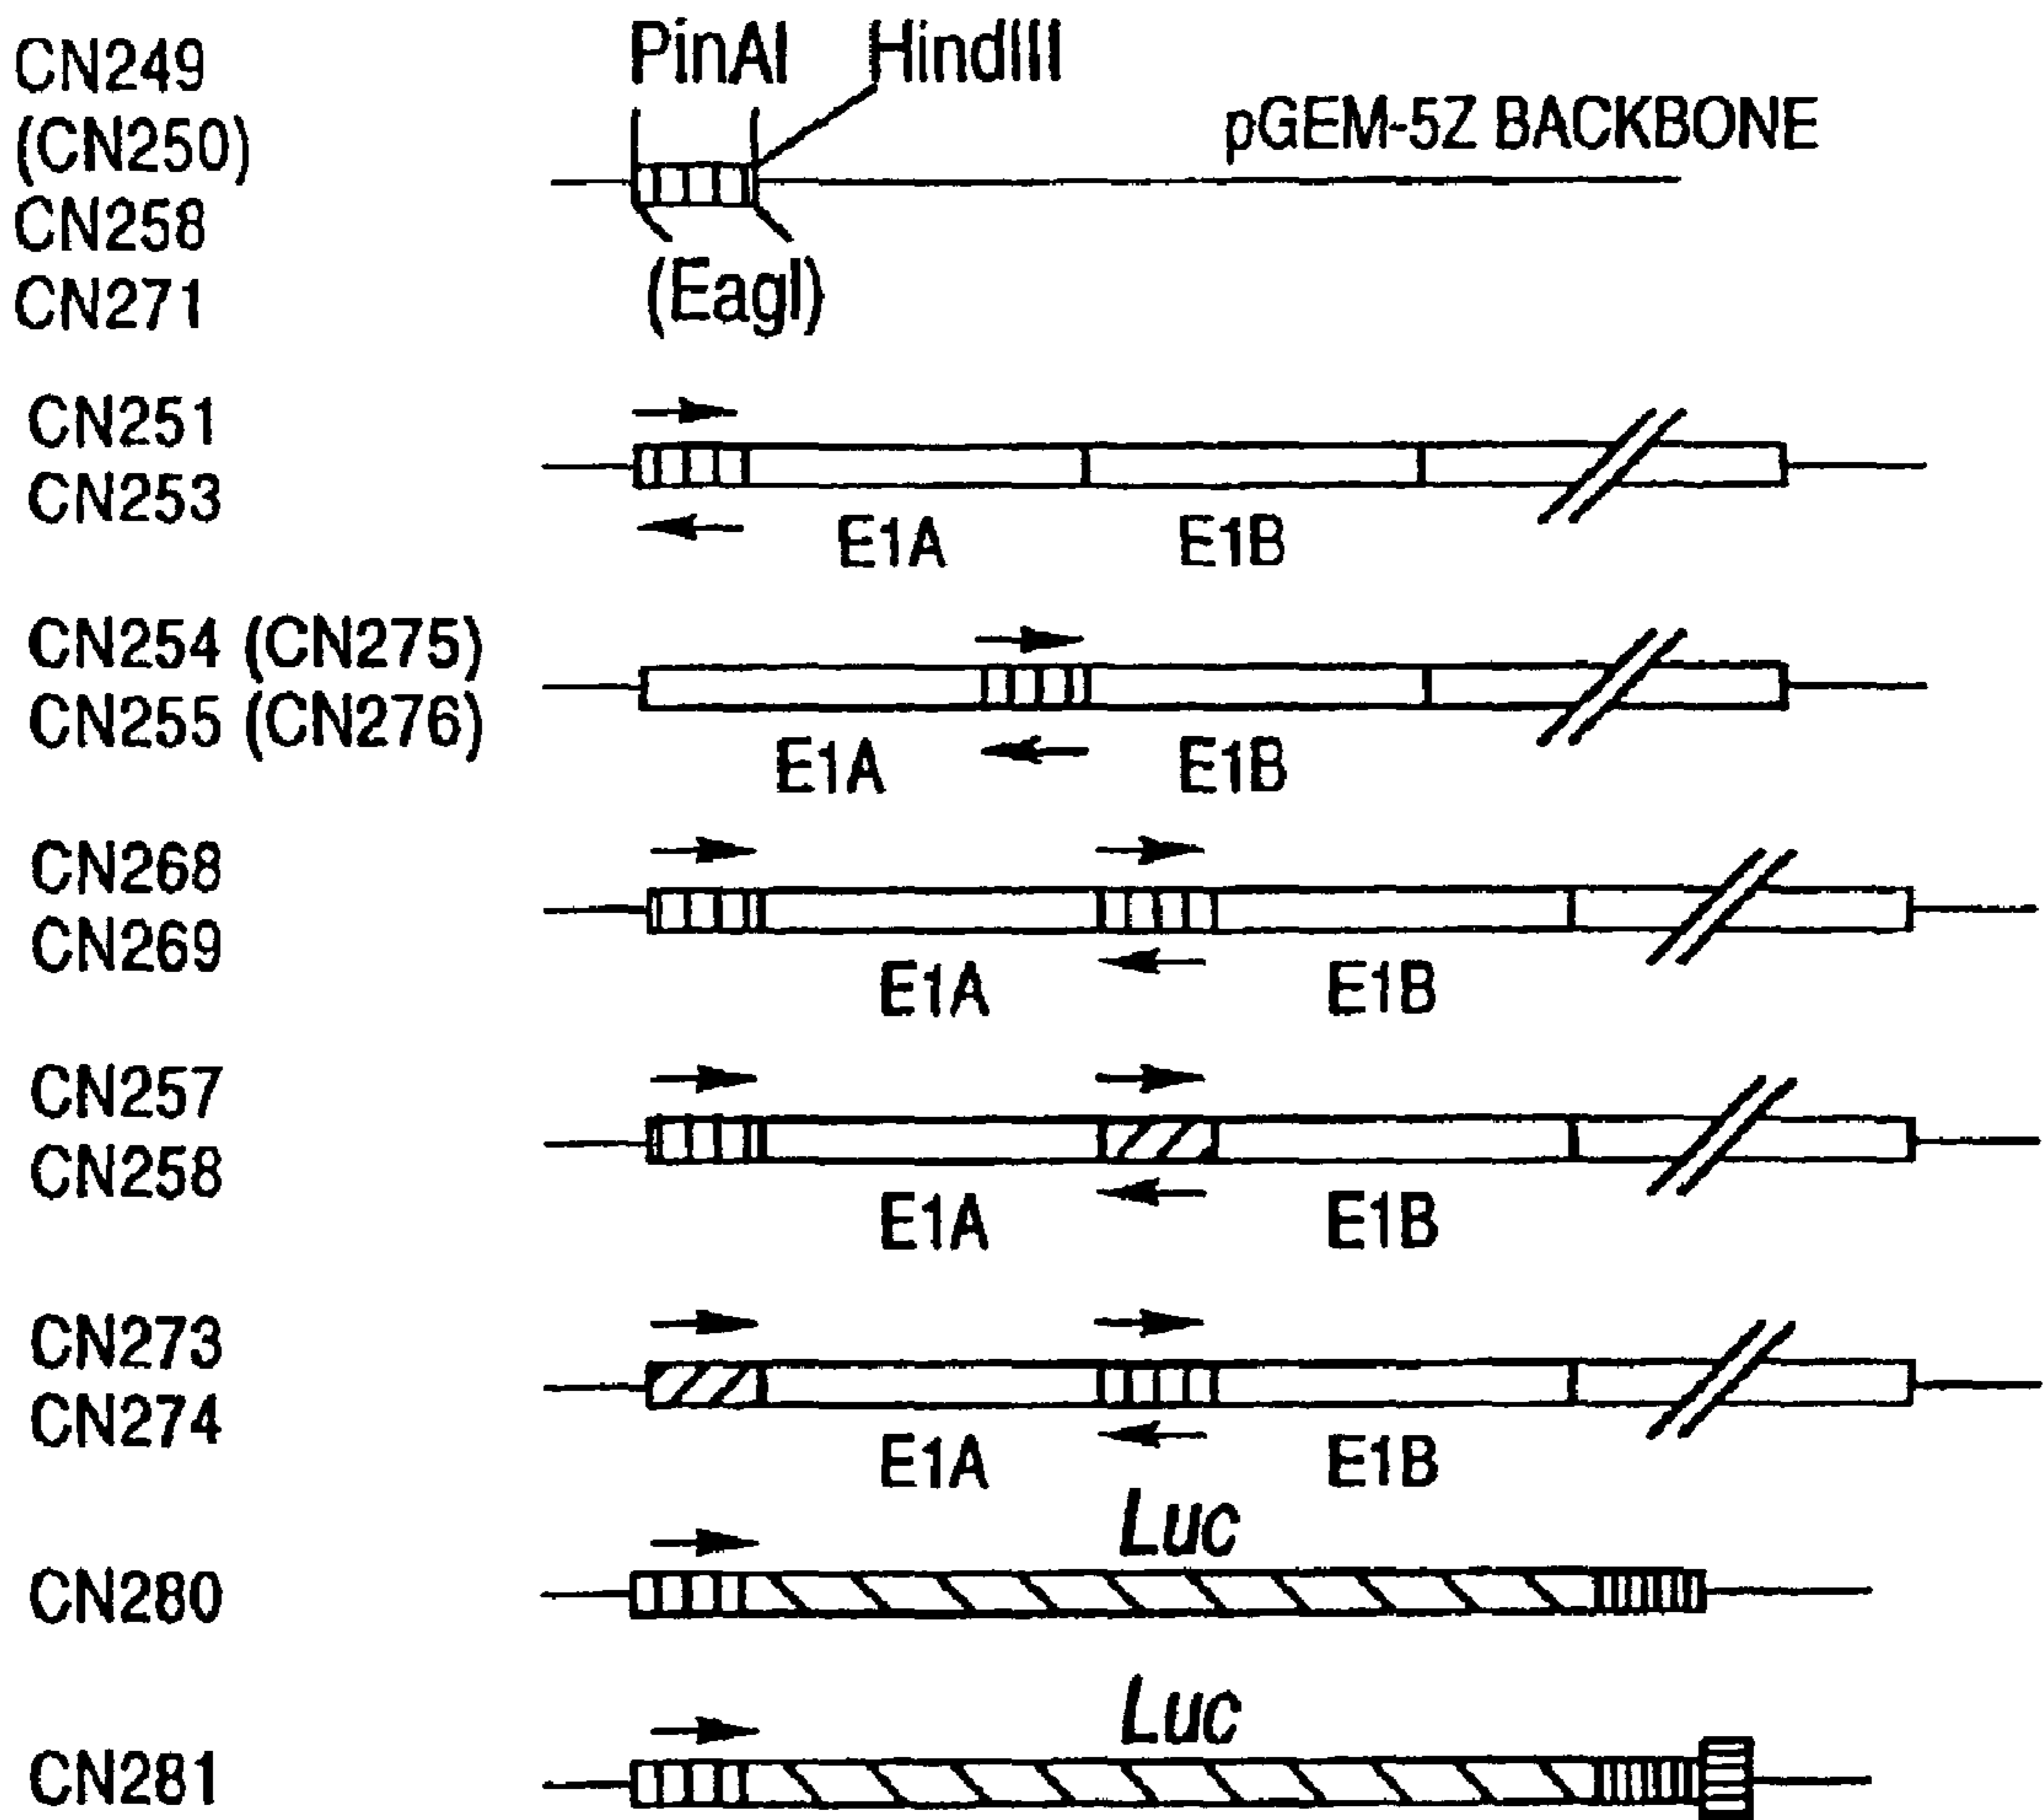 CN249
(CN250)
CN258
CN271
PinAI HindIII
pGEM-5Z BACKBONE
(EagI)
CN251
CN253
E1A E1B
CN254 (CN275)
CN255 (CN276)
E1A E1B
CN268
CN269
E1A E1B
CN257
CN258
E1A E1B
CN273
CN274
E1A E1B
Luc
CN280
Luc
CN281